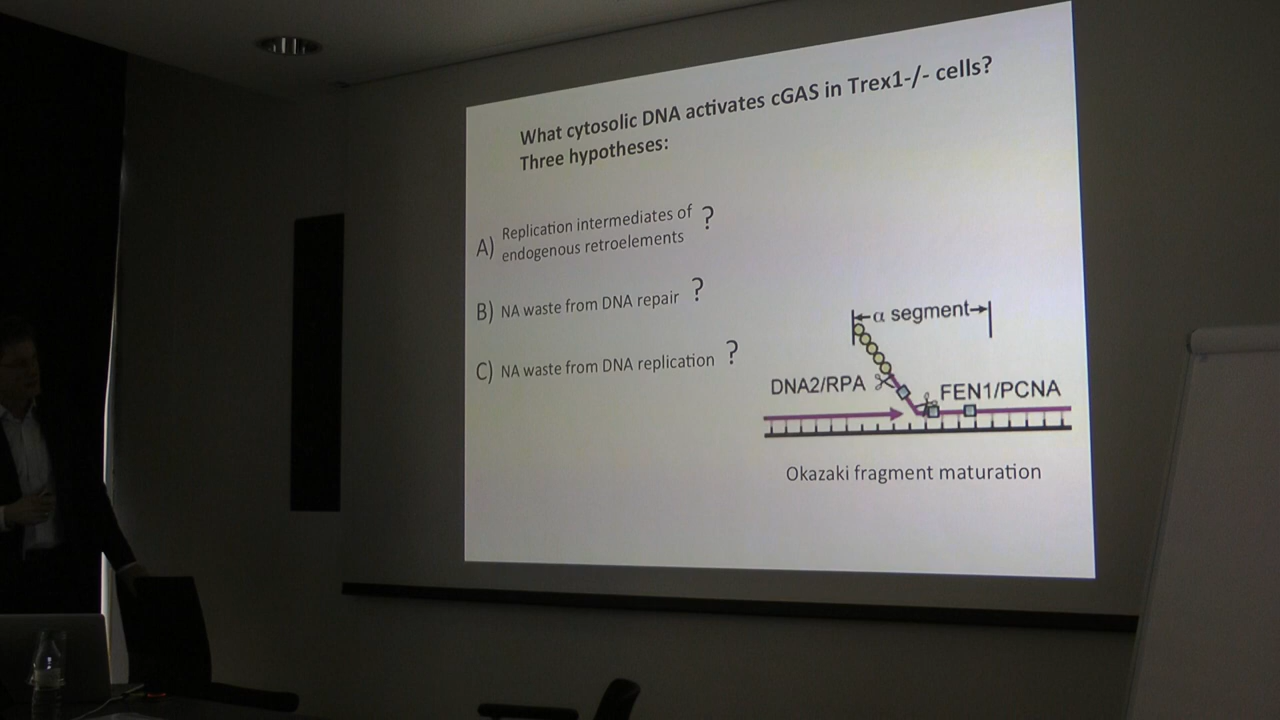 What cytosolic DNA activates cGAS in Trex1-/- cells?
Three hypotheses:
A) Replication intermediates of
endogenous retroelements ?
B) NA waste from DNA repair ?
C) NA waste from DNA replication ?
α segment
DNA2/RPA
FEN1/PCNA
Okazaki fragment maturation